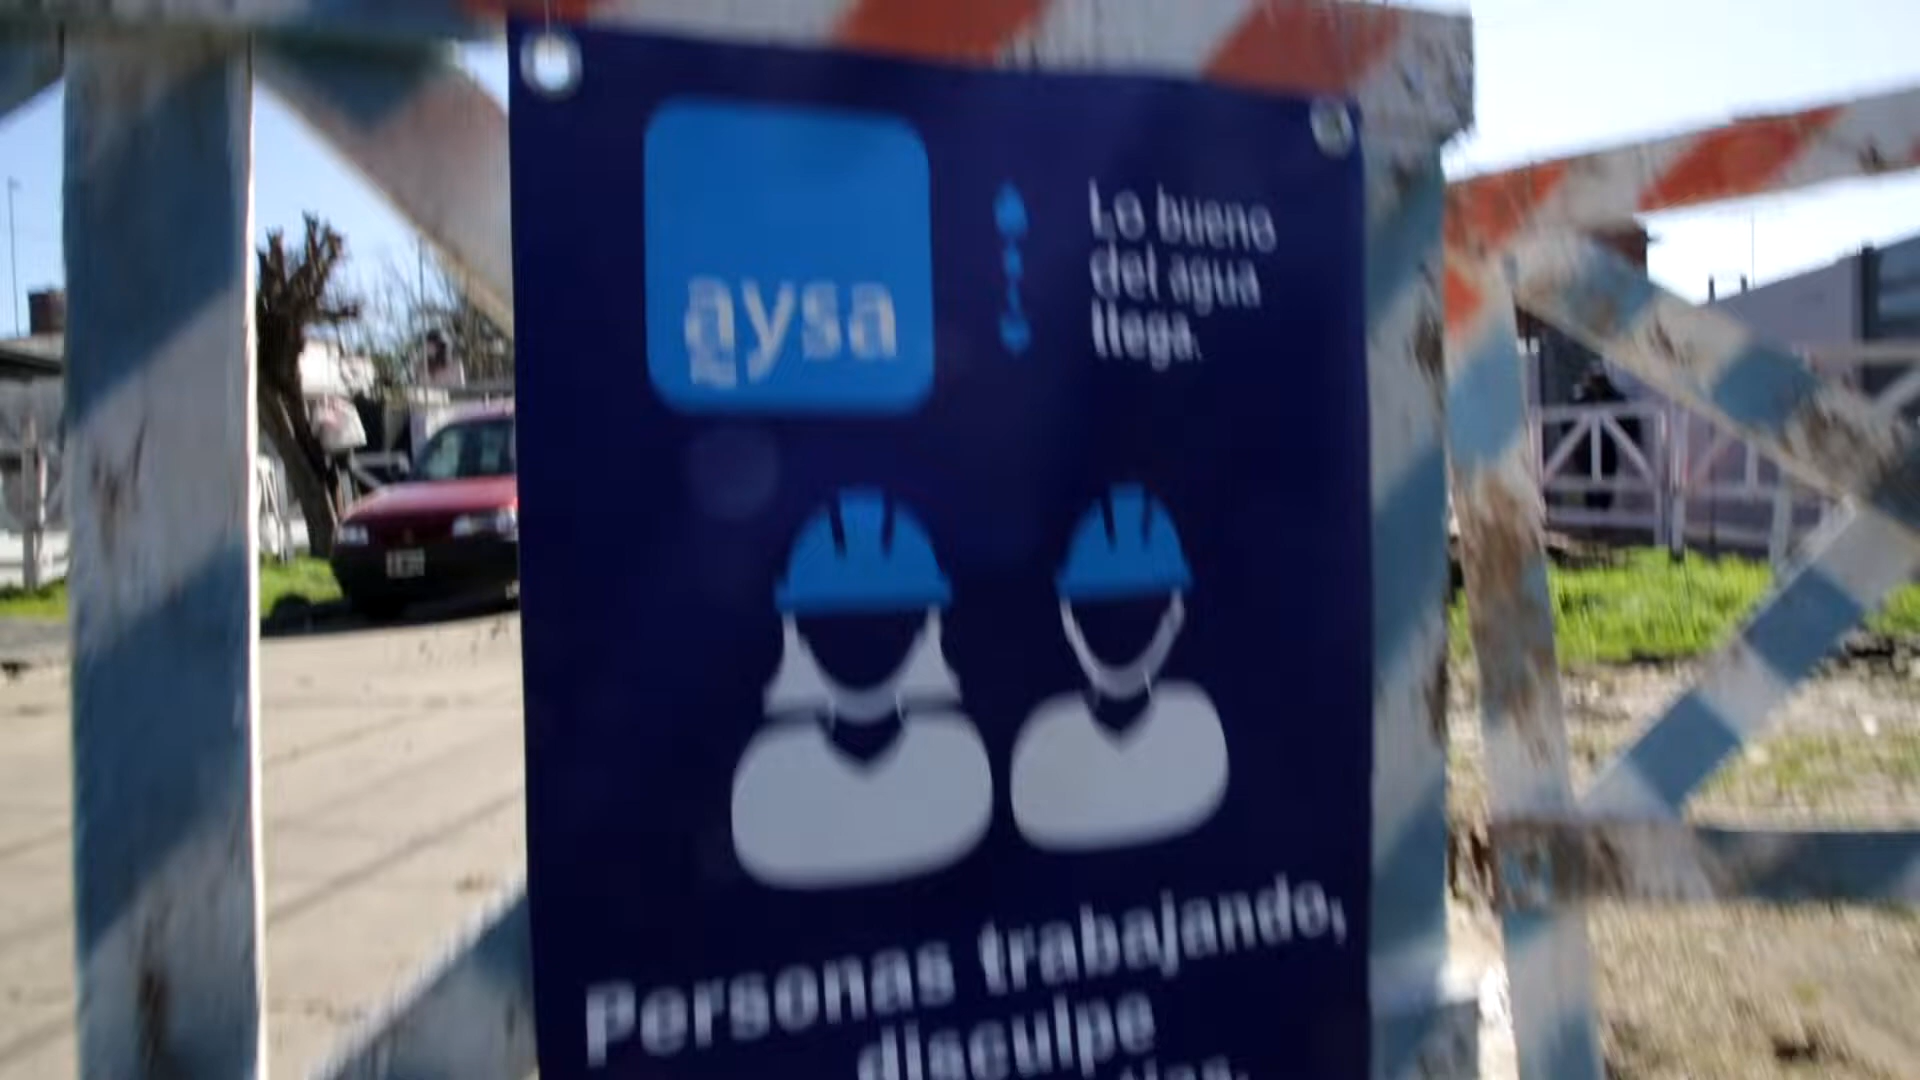 aysa
Lo bueno
del agua
llega.
Personas trabajando,
disculpe